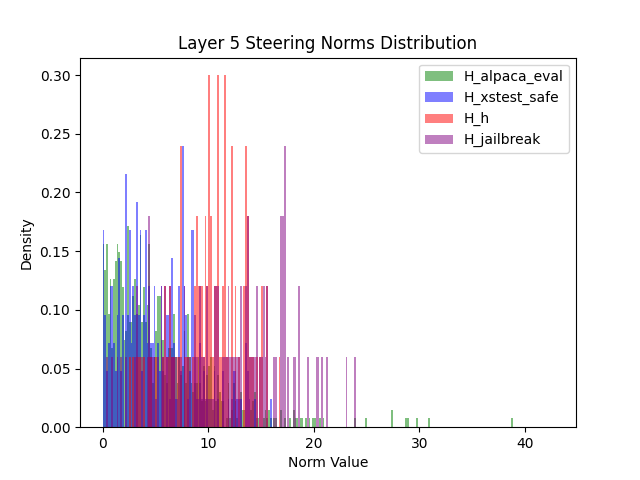 Layer 5 Steering Norms Distribution
H_alpaca_eval
H_xstest_safe
H_h
H_jailbreak
0.30
0.25
0.20
0.15
0.10
0.05
0.00
Density
0 10 20 30 40
Norm Value